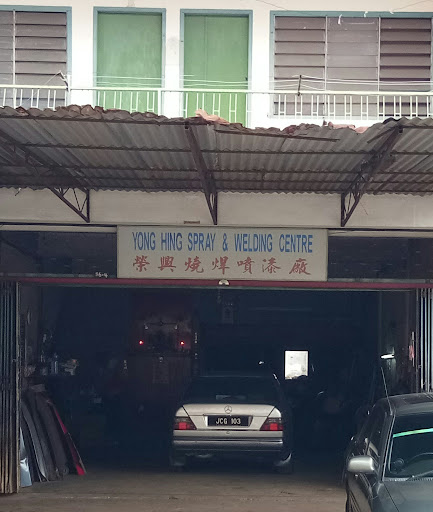 YONG HING SPRAY & WELDING CENTRE
榮興燒焊噴漆廠
JCG 103